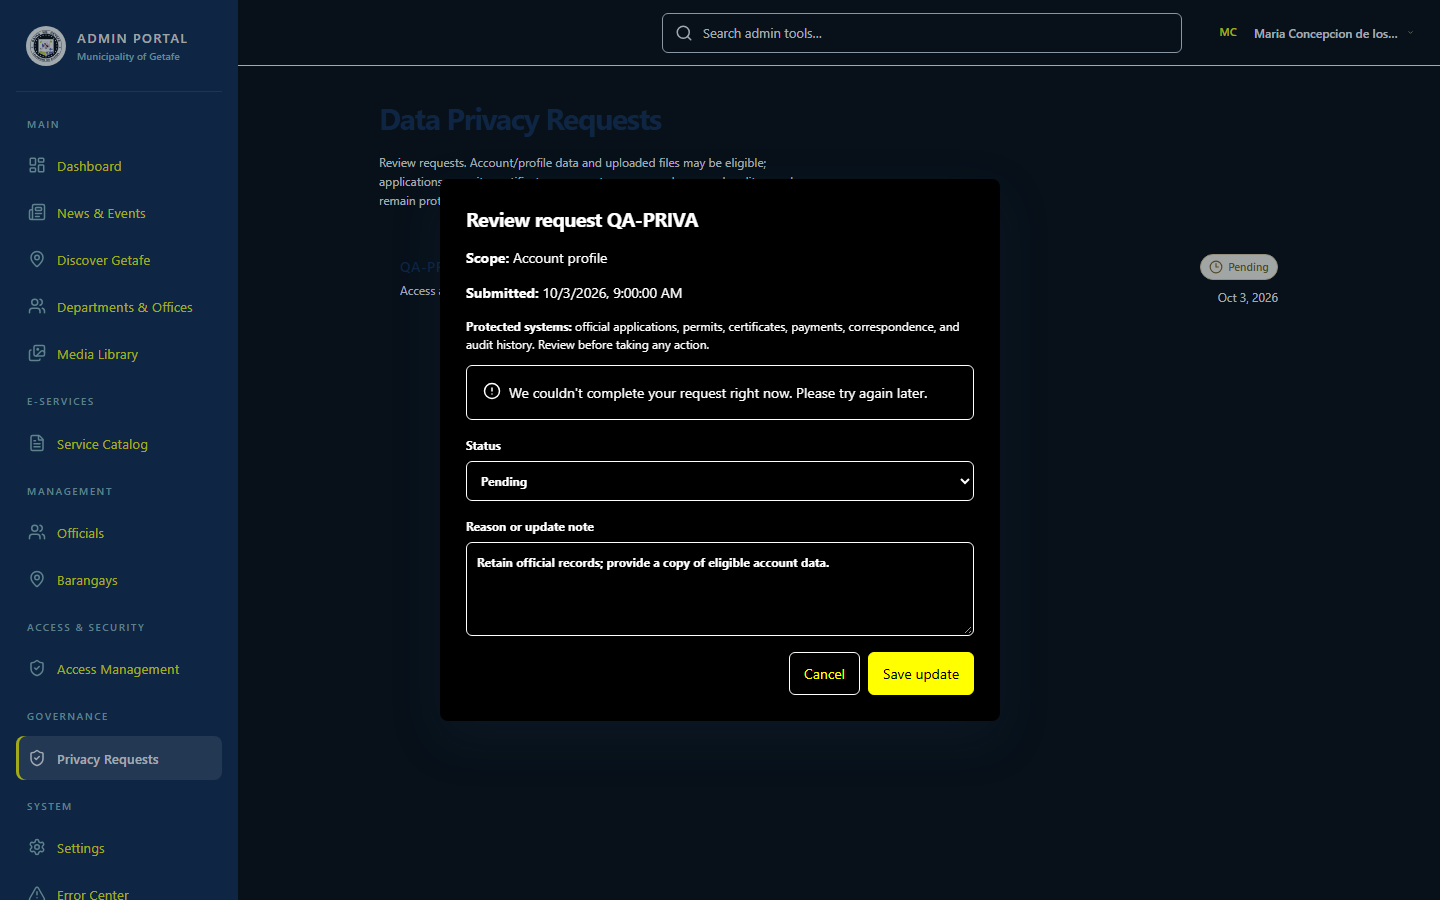 ADMIN PORTAL
Municipality of Getafe
Search admin tools...
MC
Maria Concepcion de los...
MAIN
Dashboard
News & Events
Discover Getafe
Departments & Offices
Media Library
E-SERVICES
Service Catalog
MANAGEMENT
Officials
Barangays
ACCESS & SECURITY
Access Management
GOVERNANCE
Privacy Requests
SYSTEM
Settings
Error Center
Data Privacy Requests
Review requests. Account/profile data and uploaded files may be eligible;
applications
remain
Access
Pending
Oct 3, 2026
Review request QA-PRIVA
Scope: Account profile
Submitted: 10/3/2026, 9:00:00 AM
Protected systems: official applications, permits, certificates, payments, correspondence, and
audit history. Review before taking any action.
We couldn't complete your request right now. Please try again later.
Status
Pending
Reason or update note
Retain official records; provide a copy of eligible account data.
Cancel
Save update